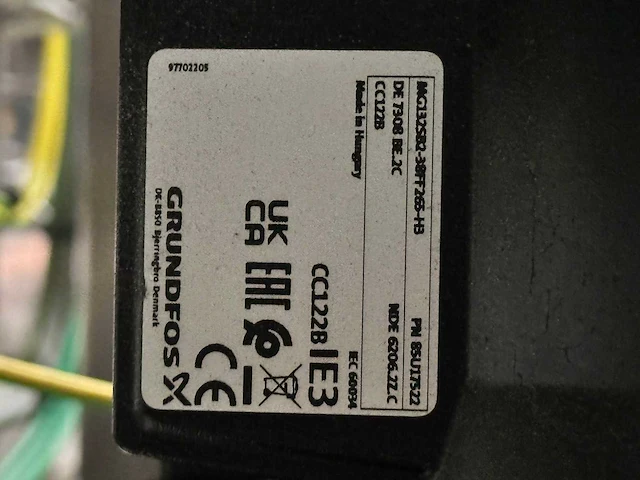 MG132SB2-38FF265-H3 PN 85U17522
DE 7308 BE.2C NDE 6206.2Z.C
CC122B
Made in Hungary IEC 60034
CC122B IE3
UK
CA
EAC
CE
GRUNDFOS
DK-8850 Bjerringbro Denmark
97702205